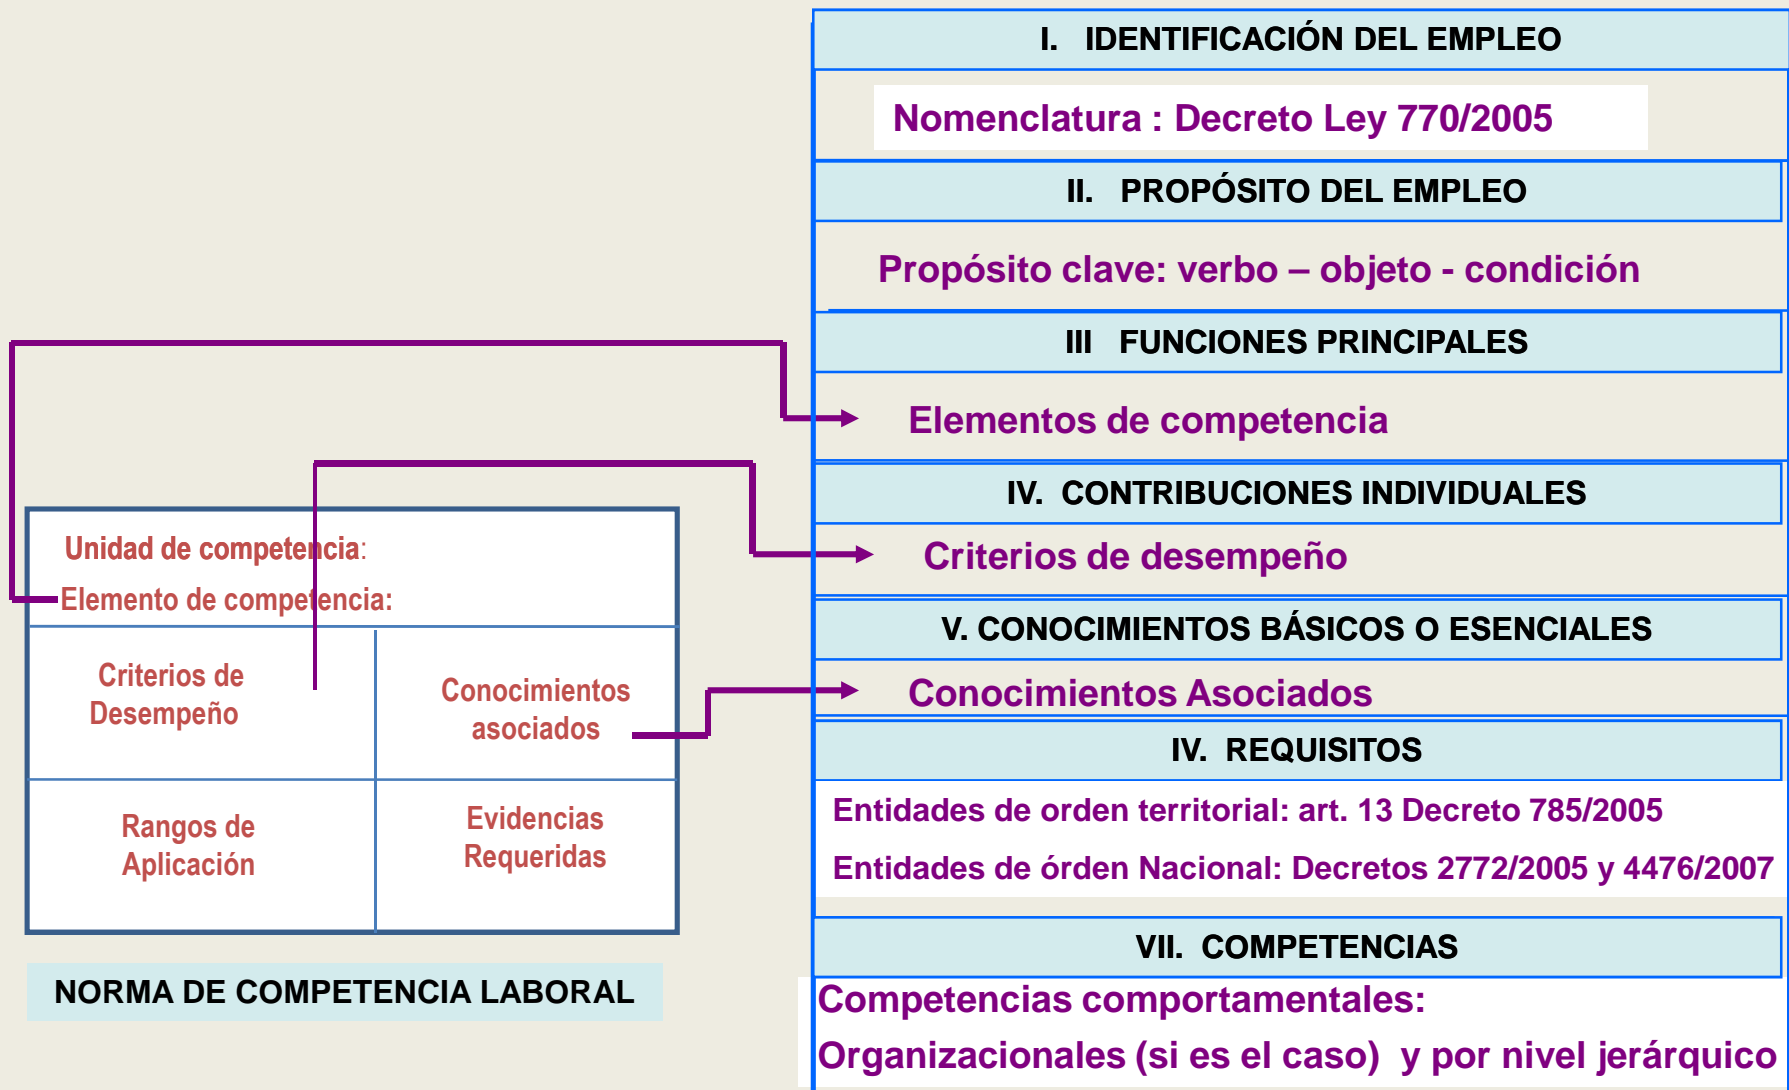 I. IDENTIFICACIÓN DEL EMPLEO
Nomenclatura : Decreto Ley 770/2005
II. PROPÓSITO DEL EMPLEO
Propósito clave: verbo – objeto - condición
III FUNCIONES PRINCIPALES
Elementos de competencia
IV. CONTRIBUCIONES INDIVIDUALES
Criterios de desempeño
V. CONOCIMIENTOS BÁSICOS O ESENCIALES
Conocimientos Asociados
IV. REQUISITOS
Entidades de orden territorial: art. 13 Decreto 785/2005
Entidades de órden Nacional: Decretos 2772/2005 y 4476/2007
VII. COMPETENCIAS
Competencias comportamentales:
Organizacionales (si es el caso) y por nivel jerárquico
Unidad de competencia:
Elemento de competencia:
Criterios de
Desempeño
Conocimientos
asociados
Rangos de
Aplicación
Evidencias
Requeridas
NORMA DE COMPETENCIA LABORAL